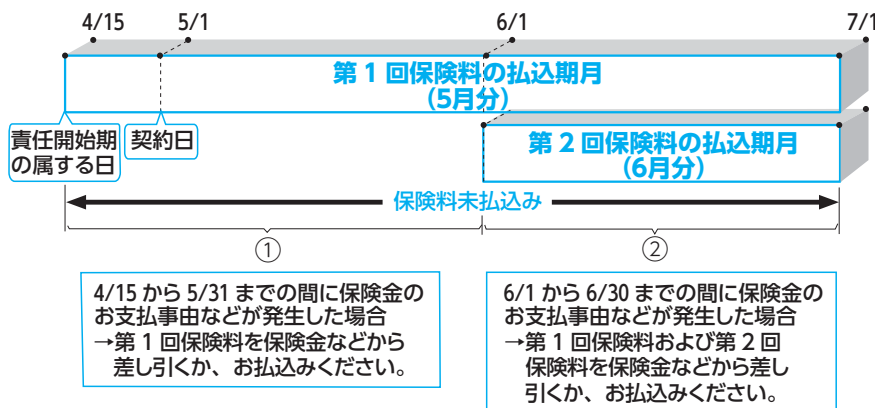 4/15
5/1
6/1
7/1
第1回保険料の払込期月
(5月分)
責任開始期
の属する日
契約日
第2回保険料の払込期月
(6月分)
保険料未払込み
①
②
4/15 から 5/31 までの間に保険金の
お支払事由などが発生した場合
→第1回保険料を保険金などから
差し引くか、お払込みください。
6/1 から 6/30 までの間に保険金の
お支払事由などが発生した場合
→第1回保険料および第2回
保険料を保険金などから差し
引くか、お払込みください。